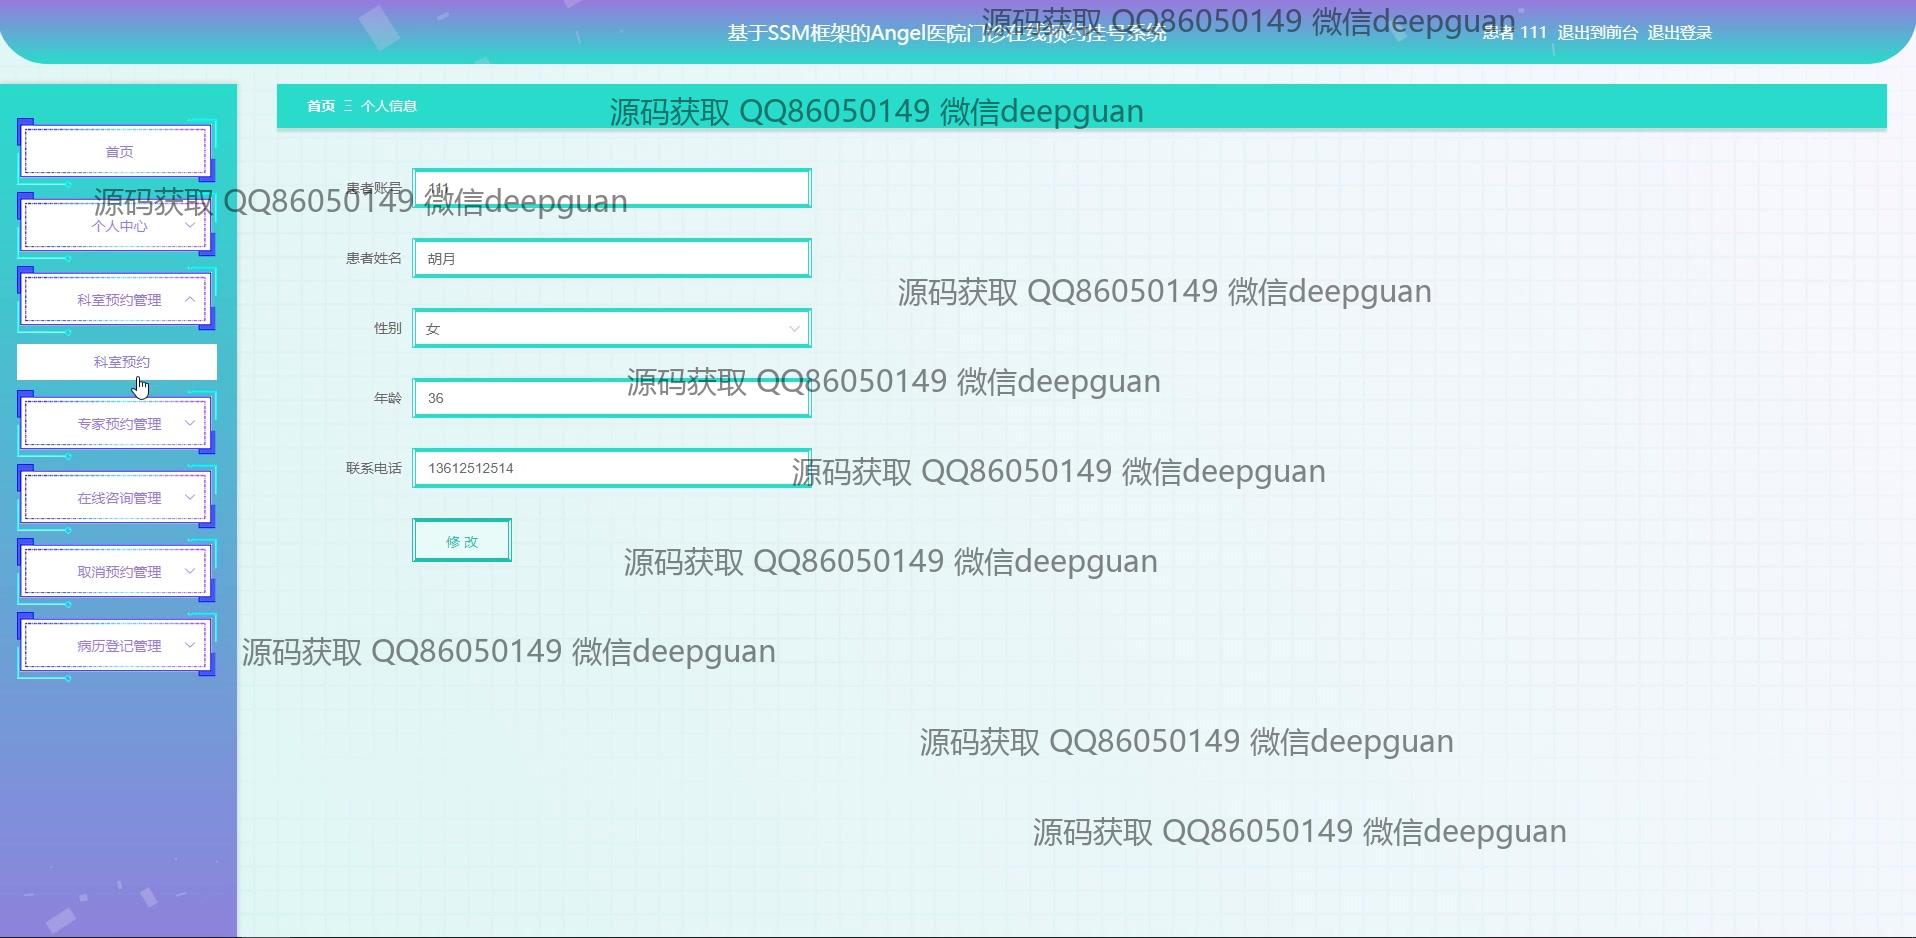 基于SSM框架的Angel医院门诊在线预约挂号系统
源码获取 QQ86050149 微信deepguan
患者 111 退出到前台 退出登录
首页 Ξ 个人信息
源码获取 QQ86050149 微信deepguan
首页
患者账号
111
源码获取 QQ86050149 微信deepguan
个人中心
患者姓名
胡月
科室预约管理
源码获取 QQ86050149 微信deepguan
性别
女
科室预约
源码获取 QQ86050149 微信deepguan
年龄
36
专家预约管理
联系电话
13612512514
源码获取 QQ86050149 微信deepguan
在线咨询管理
修改
源码获取 QQ86050149 微信deepguan
取消预约管理
病历登记管理
源码获取 QQ86050149 微信deepguan
源码获取 QQ86050149 微信deepguan
源码获取 QQ86050149 微信deepguan